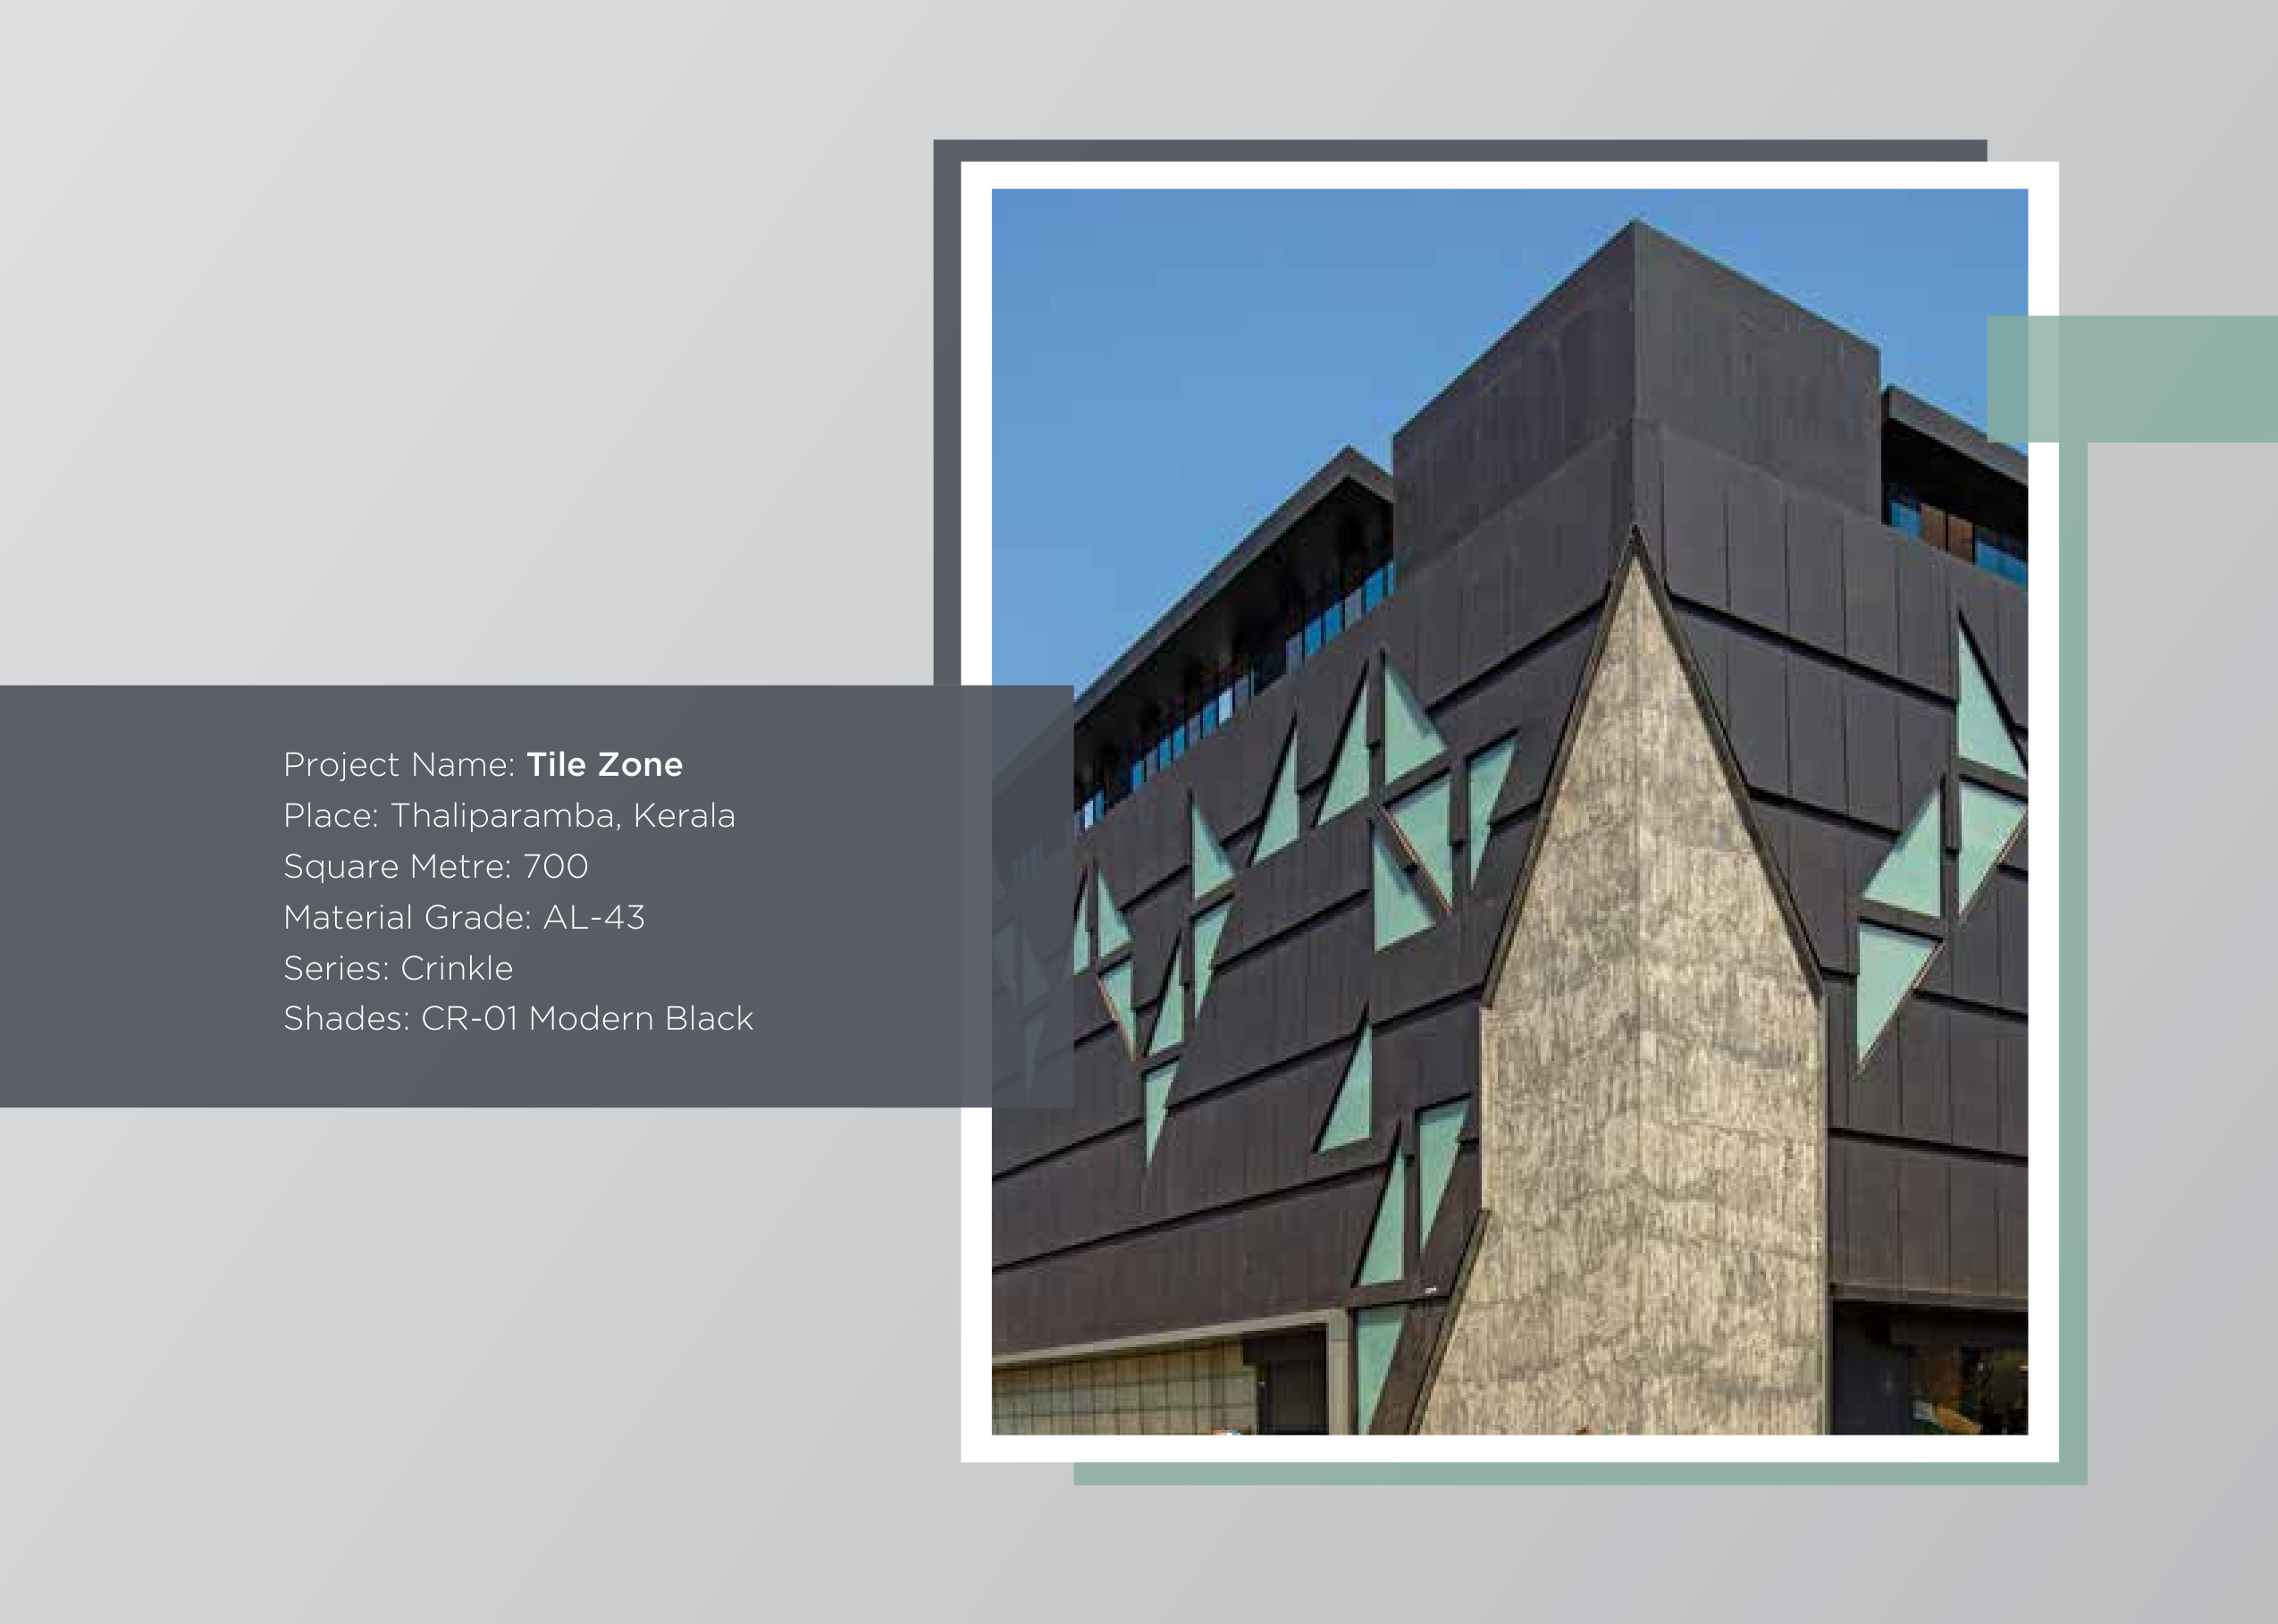 Project Name: Tile Zone
Place: Thaliparamba, Kerala
Square Metre: 700
Material Grade: AL-43
Series: Crinkle
Shades: CR-01 Modern Black